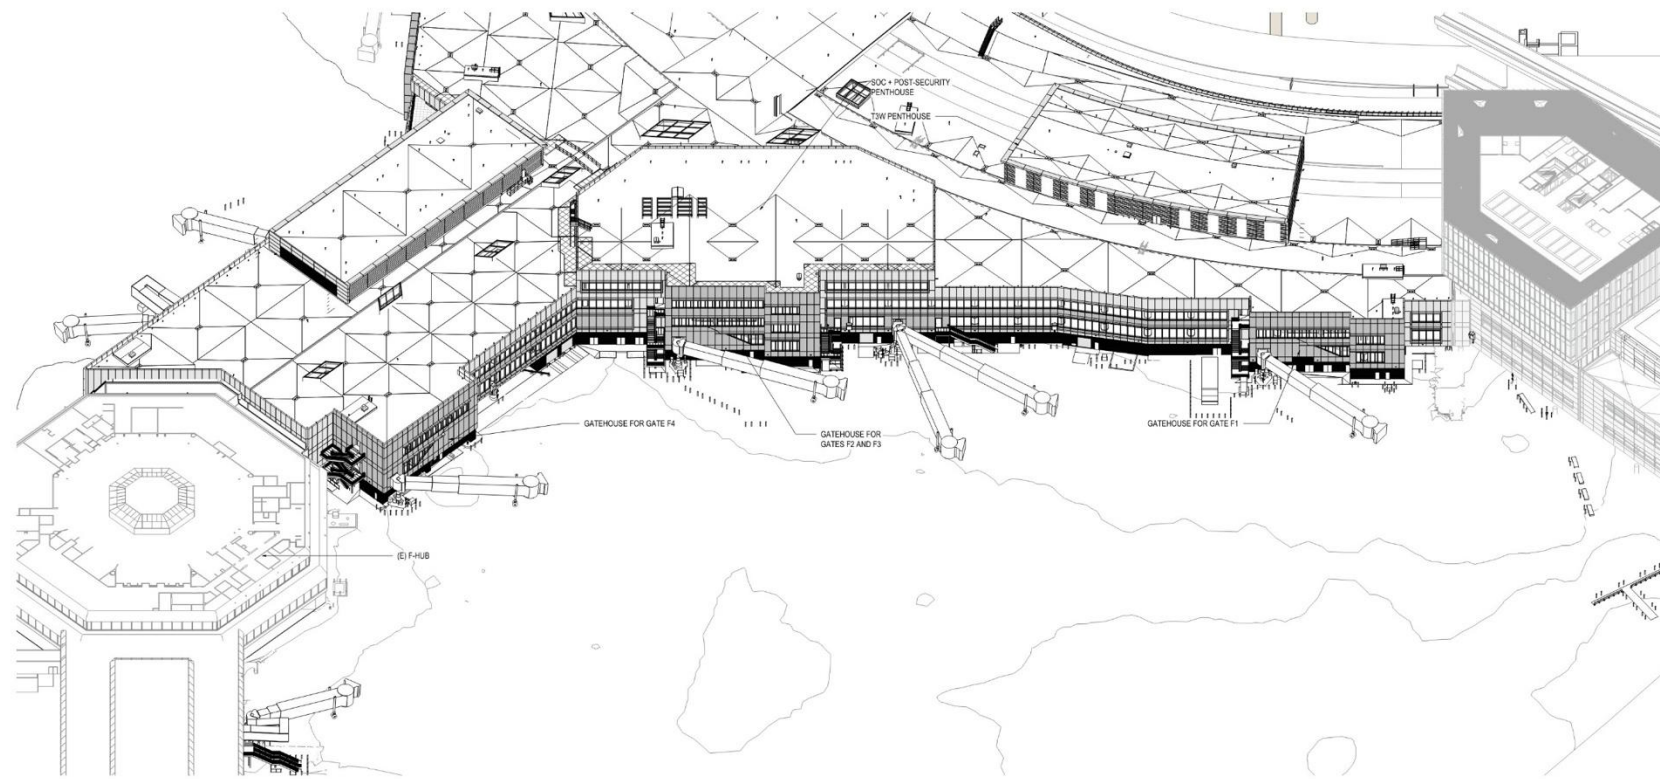 SOC + POST-SECURITY
PENTHOUSE
T3W PENTHOUSE
GATEHOUSE FOR GATE F4
GATEHOUSE FOR
GATES F2 AND F3
GATEHOUSE FOR GATE F1
(E) F-HUB